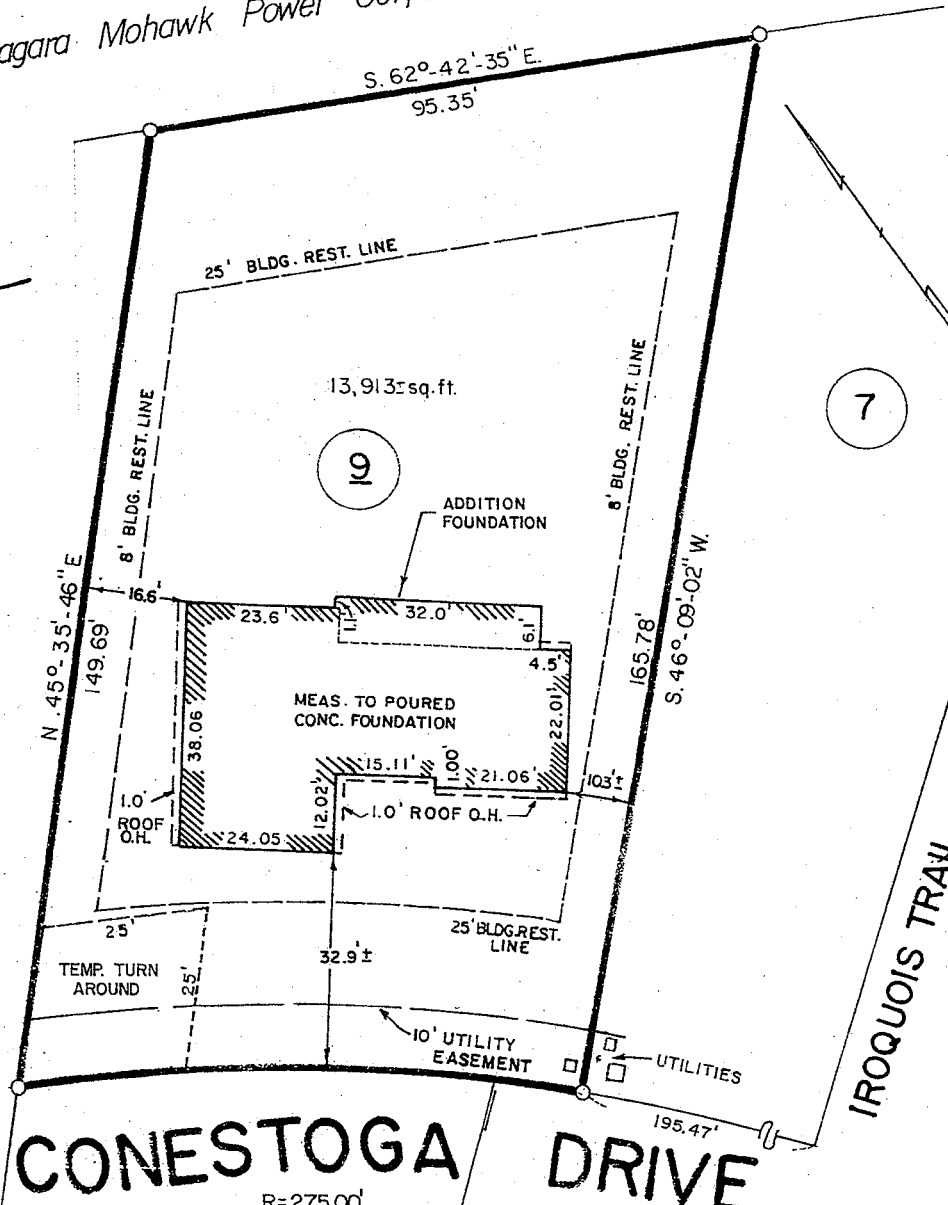 Mohawk Power
S. 62°-42'-35" E.
95.35'
25' BLDG. REST. LINE
8' BLDG. REST. LINE
8' BLDG. REST. LINE
13,913± sq.ft.
9
7
ADDITION
FOUNDATION
N. 45°-35'-46" E
149.69'
16.6'
23.6'
1.1'
32.0'
6.1'
4.5'
165.78'
S. 46°-09'-02" W.
MEAS. TO POURED
CONC. FOUNDATION
38.06
22.01'
15.11'
1.00'
21.06'
10.3'±
1.0'
ROOF
O.H.
12.02'
1.0' ROOF O.H.
24.05
25'
25' BLDG. REST.
LINE
32.9'±
TEMP. TURN
AROUND
25'
10' UTILITY
EASEMENT
UTILITIES
195.47'
IROQUOIS TRAIL
CONESTOGA DRIVE
R=275.00'